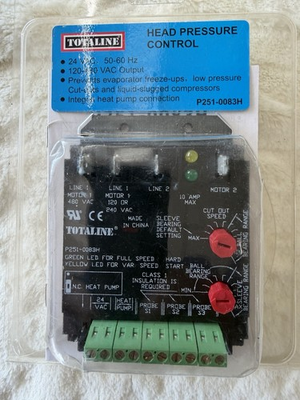 TOTALINE
HEAD PRESSURE
CONTROL
• 24 VAC 50-60 Hz
• 120-480 VAC Output
• Prevents evaporator freeze-ups, low pressure
Cut-outs and liquid-slugged compressors
• Integral heat pump connection
P251-0083H
LINE 1
MOTOR 1
480 VAC
LINE 1
MOTOR 1
120 OR
240 VAC
LINE 2
10 AMP
MAX
MOTOR 2
CE
TOTALINE
MADE
IN CHINA
SLEEVE
BEARING
DEFAULT
SETTING
CUT OUT
SPEED
BEARING RANGE
P251-0083H
GREEN LED FOR FULL SPEED
YELLOW LED FOR VAR. SPEED
HARD
START
BALL
BEARING
RANGE
MAX
N.C. HEAT PUMP
CLASS 1
INSULATION IS
REQUIRED
MIN
SLEEVE
BEARING RANGE
24
VAC
HEAT
PUMP
PROBE
S1
PROBE
S2
PROBE
S3